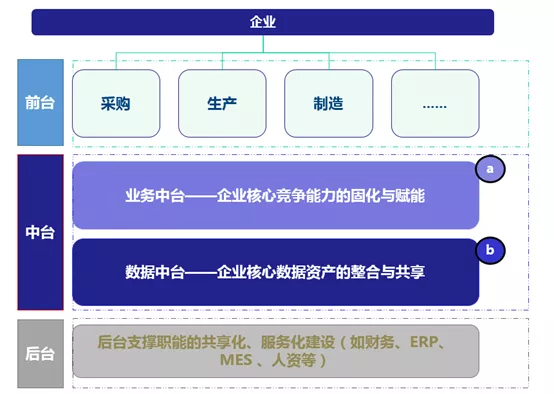 企业
前台
采购
生产
制造
......
中台
业务中台——企业核心竞争能力的固化与赋能
a
数据中台——企业核心数据资产的整合与共享
b
后台
后台支撑职能的共享化、服务化建设（如财务、ERP、
MES 、人资等）